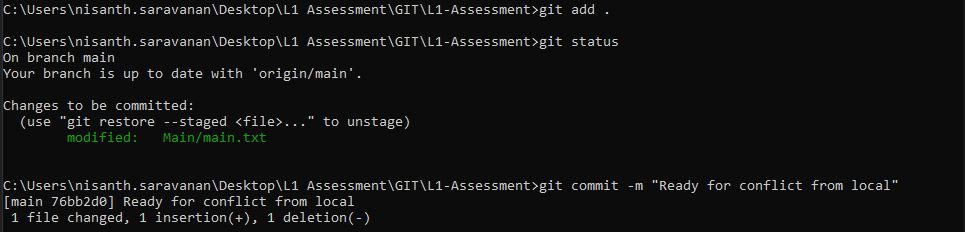 C:\Users\nisanth.saravanan\Desktop\L1 Assessment\GIT\L1-Assessment>git add .
C:\Users\nisanth.saravanan\Desktop\L1 Assessment\GIT\L1-Assessment>git status
On branch main
Your branch is up to date with 'origin/main'.
Changes to be committed:
  (use "git restore --staged <file>..." to unstage)
        modified:   Main/main.txt
C:\Users\nisanth.saravanan\Desktop\L1 Assessment\GIT\L1-Assessment>git commit -m "Ready for conflict from local"
[main 76bb2d0] Ready for conflict from local
 1 file changed, 1 insertion(+), 1 deletion(-)